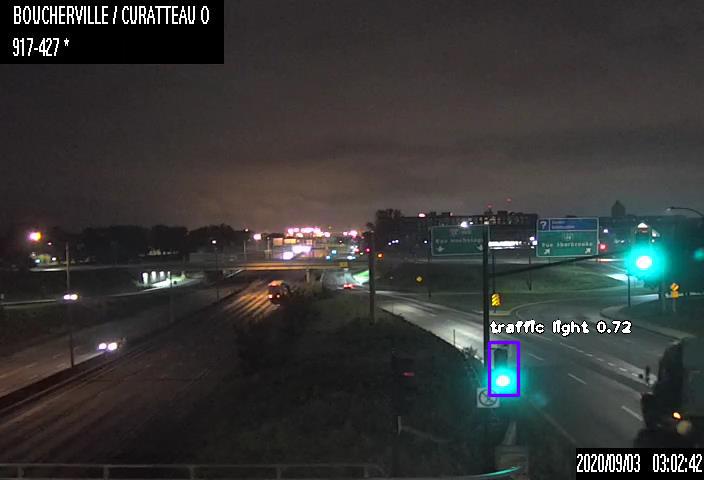 BOUCHERVILLE / CURATTEAU O
917-427 *
Rue Sherbrooke
traffic light 0.72
2020/09/03 03:02:42